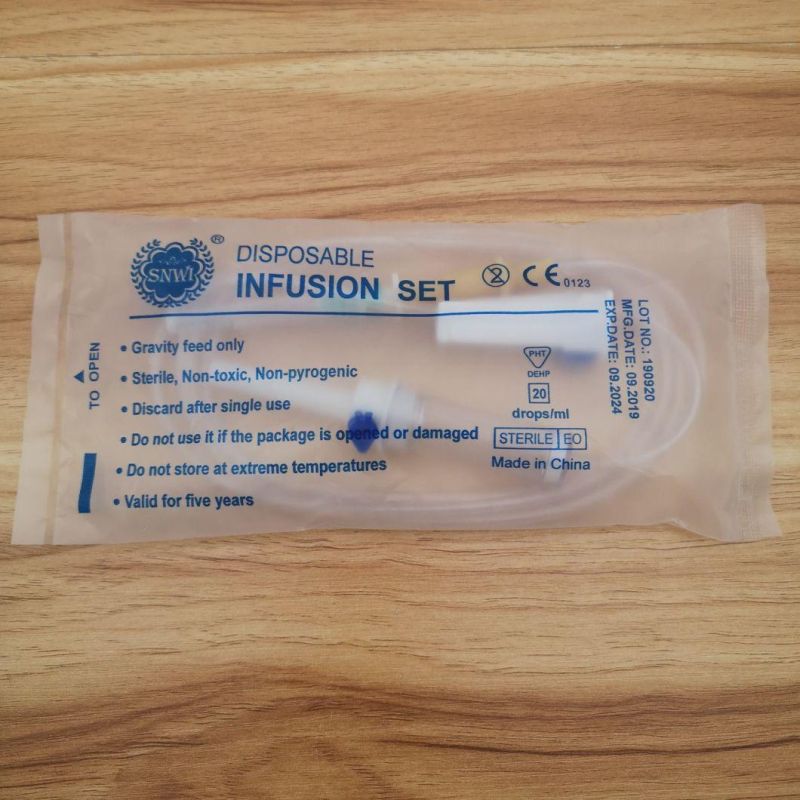 SNWI ®
DISPOSABLE
INFUSION SET
2 CE 0123
TO OPEN
• Gravity feed only
• Sterile, Non-toxic, Non-pyrogenic
• Discard after single use
• Do not use it if the package is opened or damaged
• Do not store at extreme temperatures
• Valid for five years
PHT
DEHP
20
drops/ml
STERILE EO
Made in China
LOT NO.: 190920
MFG.DATE: 09.2019
EXP.DATE: 09.2024